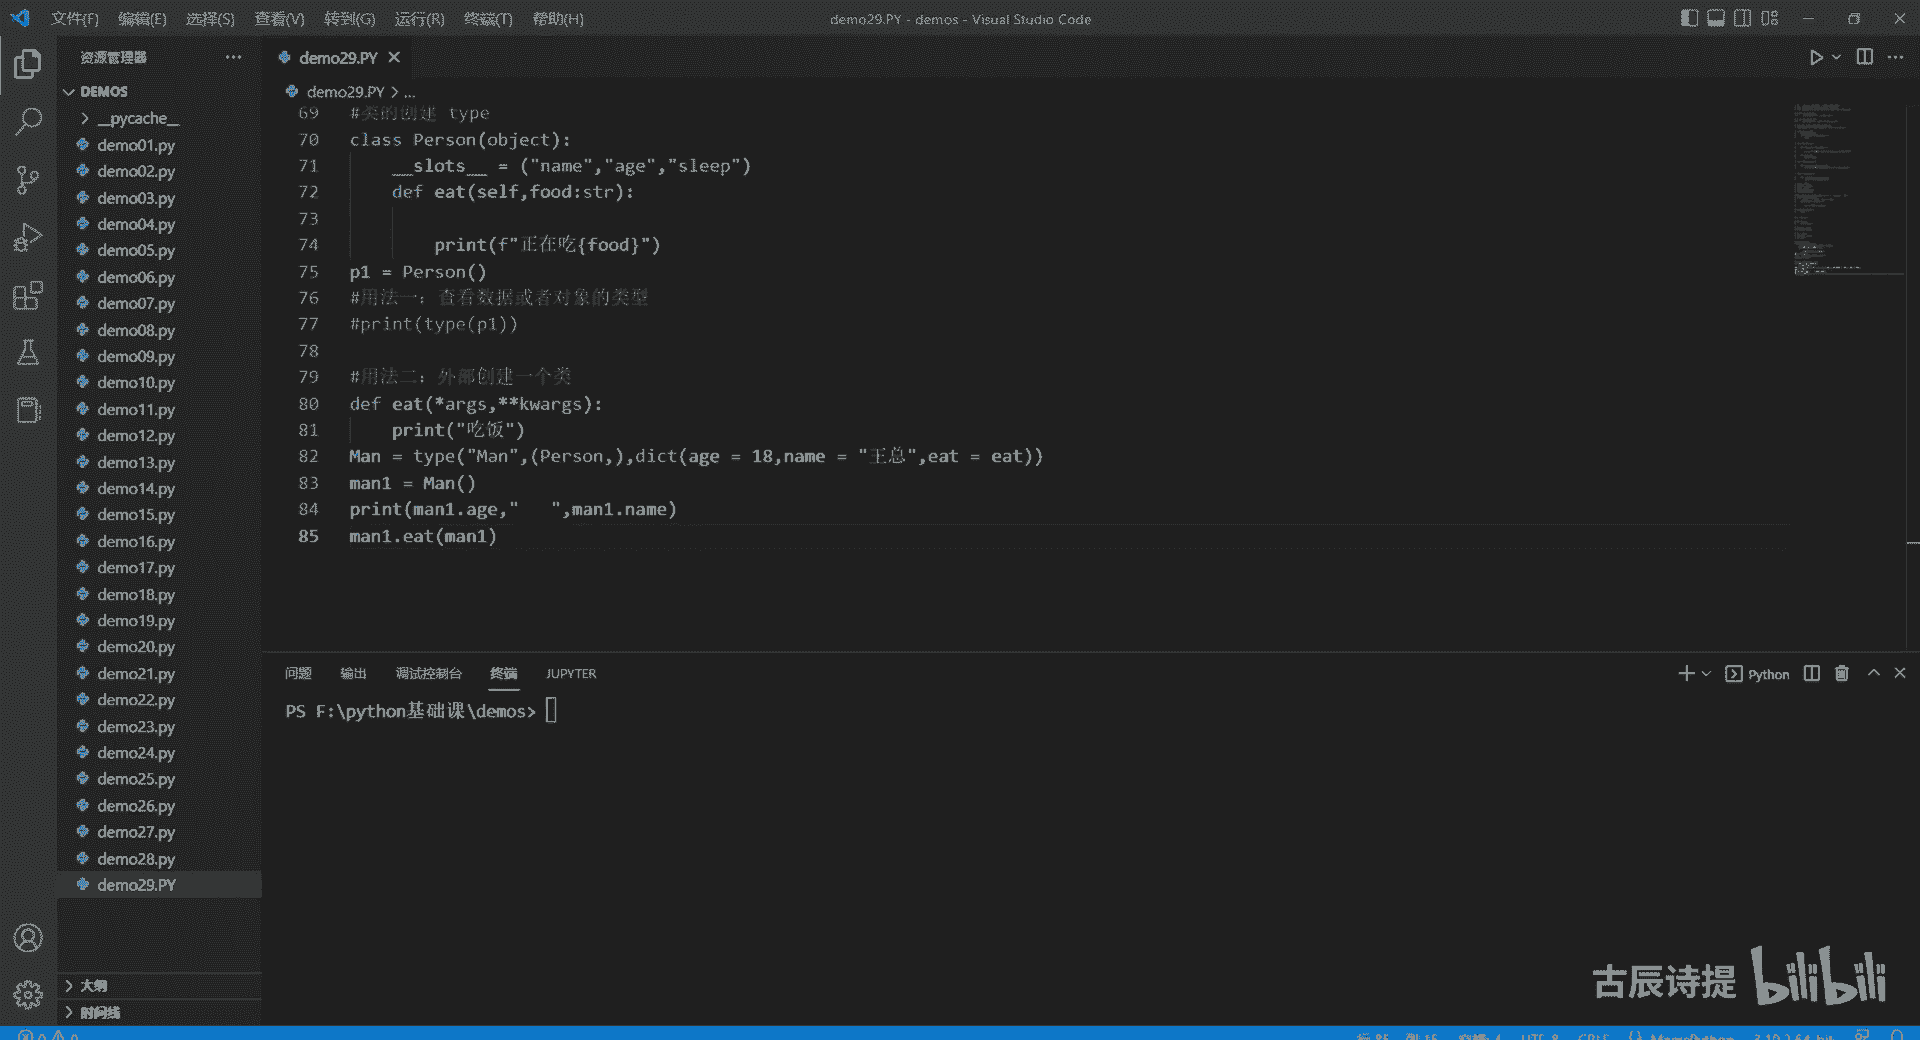 文件(F) 编辑(E) 选择(S) 查看(V) 转到(G) 运行(R) 终端(T) 帮助(H)
demo29.PY - demos - Visual Studio Code
资源管理器
DEMOS
__pycache__
demo01.py
demo02.py
demo03.py
demo04.py
demo05.py
demo06.py
demo07.py
demo08.py
demo09.py
demo10.py
demo11.py
demo12.py
demo13.py
demo14.py
demo15.py
demo16.py
demo17.py
demo18.py
demo19.py
demo20.py
demo21.py
demo22.py
demo23.py
demo24.py
demo25.py
demo26.py
demo27.py
demo28.py
demo29.PY
大纲
时间线
demo29.PY
demo29.PY > ...
69 #类的创建 type
70 class Person(object):
71 __slots__ = ("name","age","sleep")
72 def eat(self,food:str):
73
74 print(f"正在吃{food}")
75 p1 = Person()
76 #用法一：查看数据或者对象的类型
77 #print(type(p1))
78
79 #用法二：外部创建一个类
80 def eat(*args,**kwargs):
81 print("吃饭")
82 Man = type("Man",(Person,),dict(age = 18,name = "王总",eat = eat))
83 man1 = Man()
84 print(man1.age,"   ",man1.name)
85 man1.eat(man1)
问题 输出 调试控制台 终端 JUPYTER
Python
PS F:\python基础课\demos>
古辰诗提 bilibili